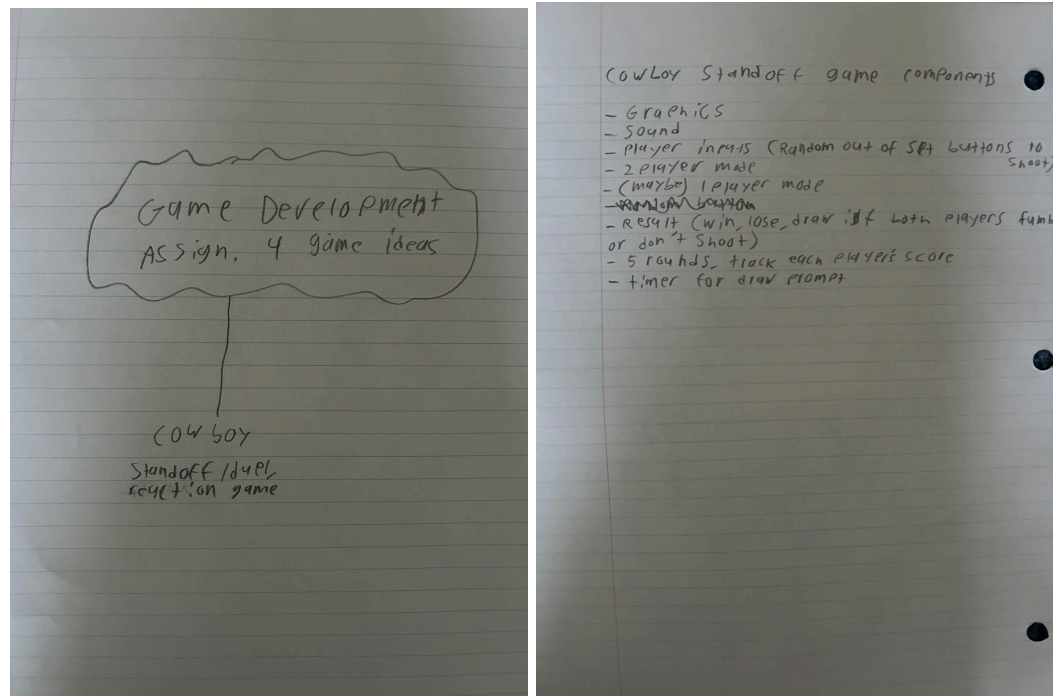 Game Development
Assign. 4 game ideas
Cowboy
Standoff/duel,
reaction game
Cowboy Standoff game components
- Graphics
- Sound
- Player inputs (Random out of set buttons to
shoot)
- 2 player mode
- (maybe) 1 player mode
- Random button
- Result (win, lose, draw if both players fumb
or don't shoot)
- 5 rounds, track each player's score
- timer for draw prompt